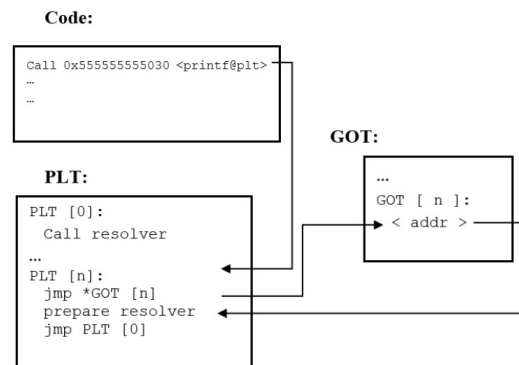 Code:
Call 0x555555555030 <printf@plt>
…
…
PLT:
PLT [0]:
Call resolver
…
PLT [n]:
jmp *GOT [n]
prepare resolver
jmp PLT [0]
GOT:
…
GOT [ n ]:
< addr >